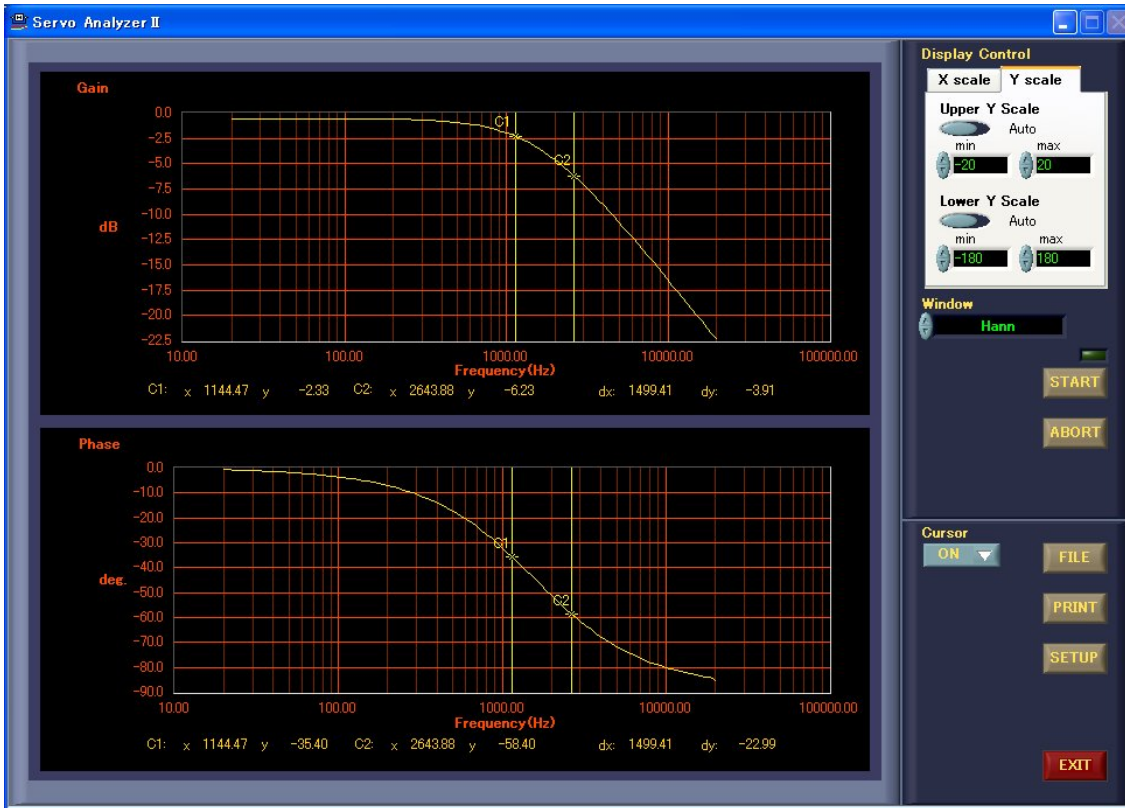 Servo Analyzer II
Gain
0.0
-2.5
-5.0
-7.5
-10.0
-12.5
-15.0
-17.5
-20.0
-22.5
dB
C1
C2
10.00 100.00 1000.00 10000.00 100000.00
Frequency(Hz)
C1: x 1144.47 y -2.33 C2: x 2643.88 y -6.23 dx: 1499.41 dy: -3.91
Phase
0.0
-10.0
-20.0
-30.0
-40.0
-50.0
-60.0
-70.0
-80.0
-90.0
deg.
C1
C2
10.00 100.00 1000.00 10000.00 100000.00
Frequency(Hz)
C1: x 1144.47 y -35.40 C2: x 2643.88 y -58.40 dx: 1499.41 dy: -22.99
Display Control
X scale Y scale
Upper Y Scale
Auto
min max
-20 20
Lower Y Scale
Auto
min max
-180 180
Window
Hann
START
ABORT
Cursor
ON
FILE
PRINT
SETUP
EXIT